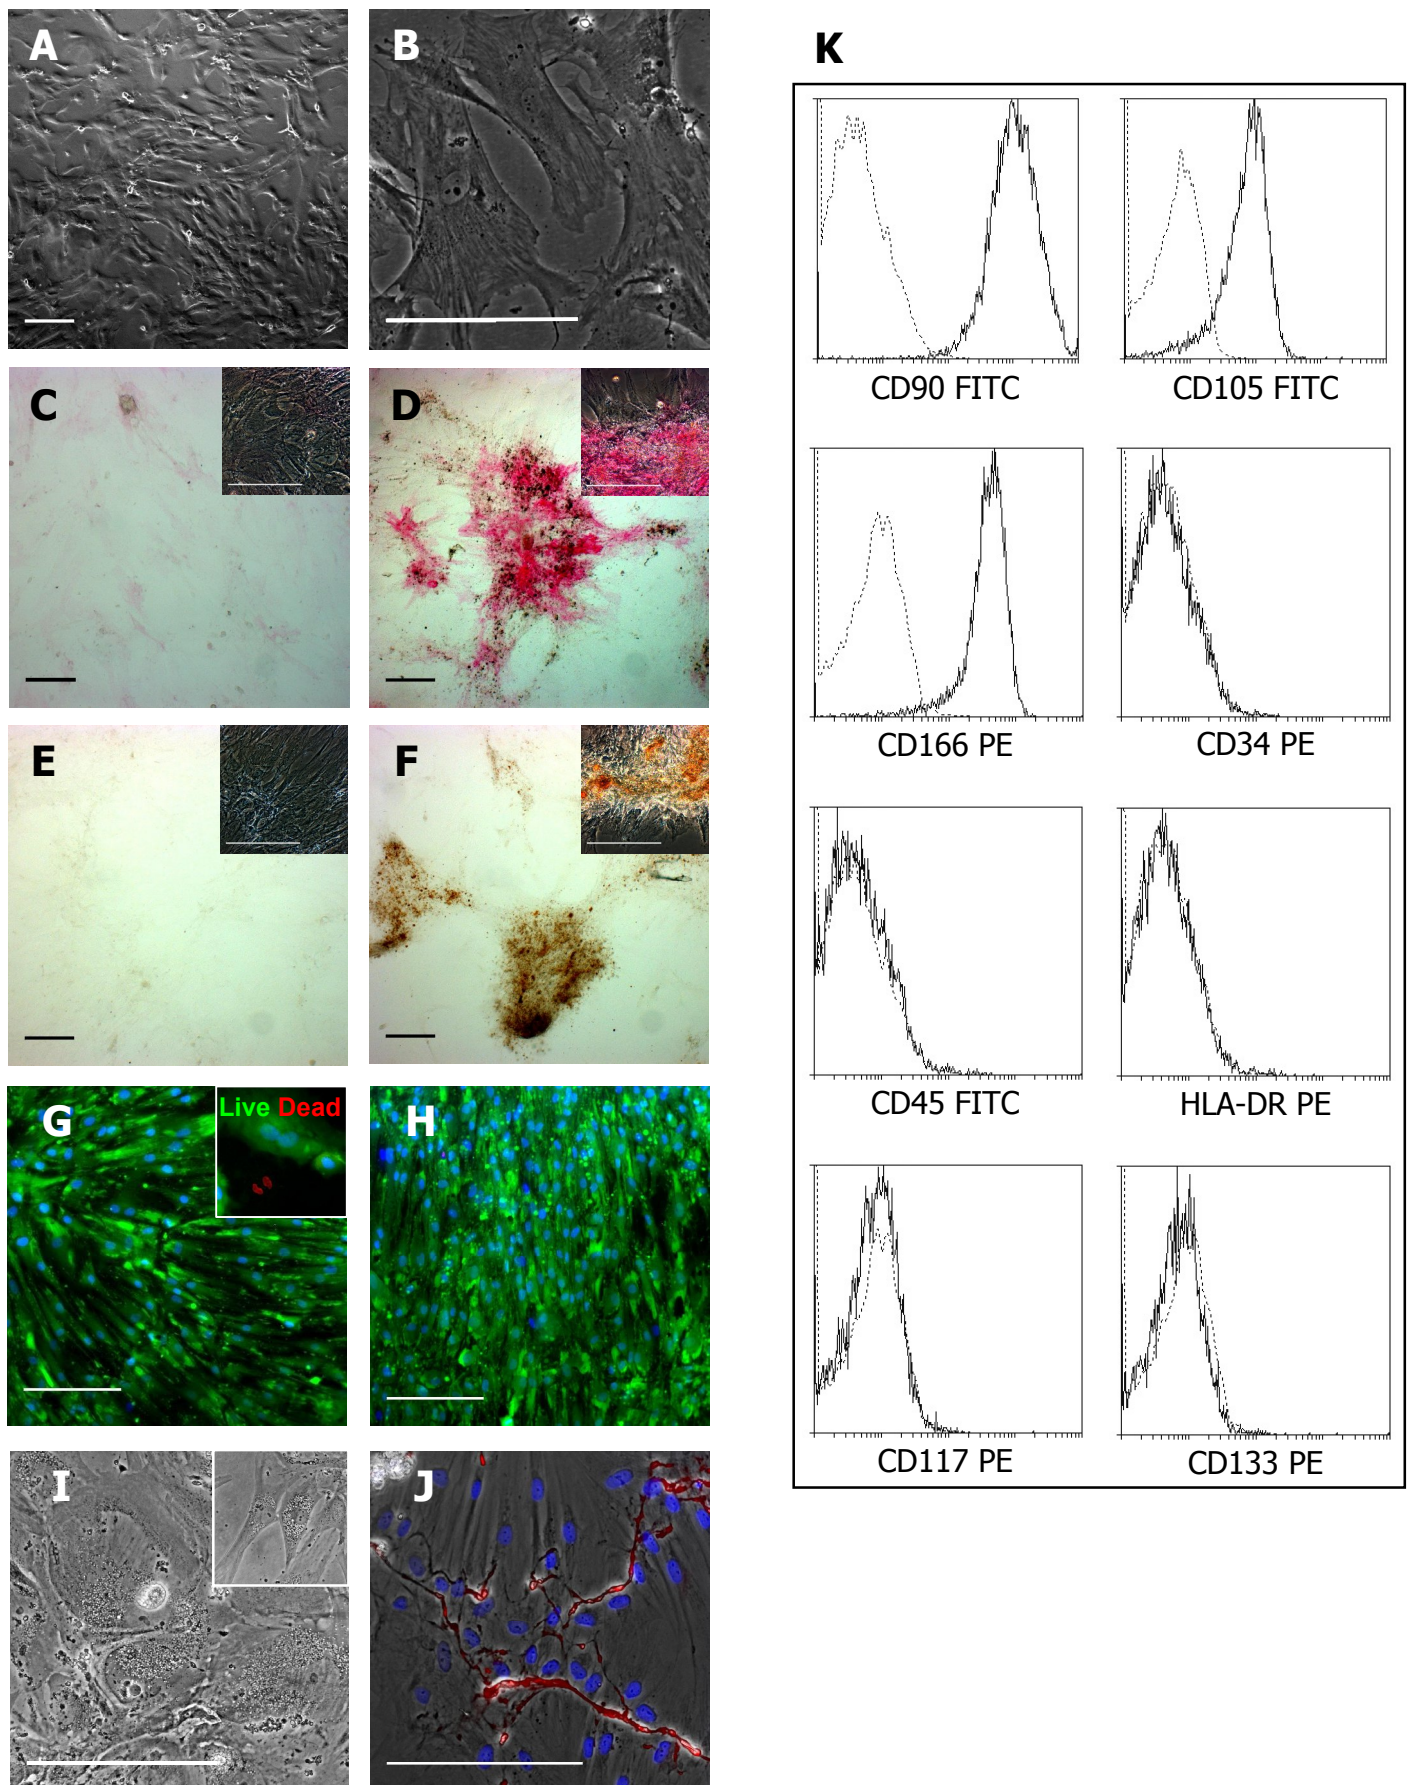 A
B
K
CD90 FITC
CD105 FITC
C
D
CD166 PE
CD34 PE
E
F
CD45 FITC
HLA-DR PE
G
Live Dead
H
CD117 PE
CD133 PE
I
J